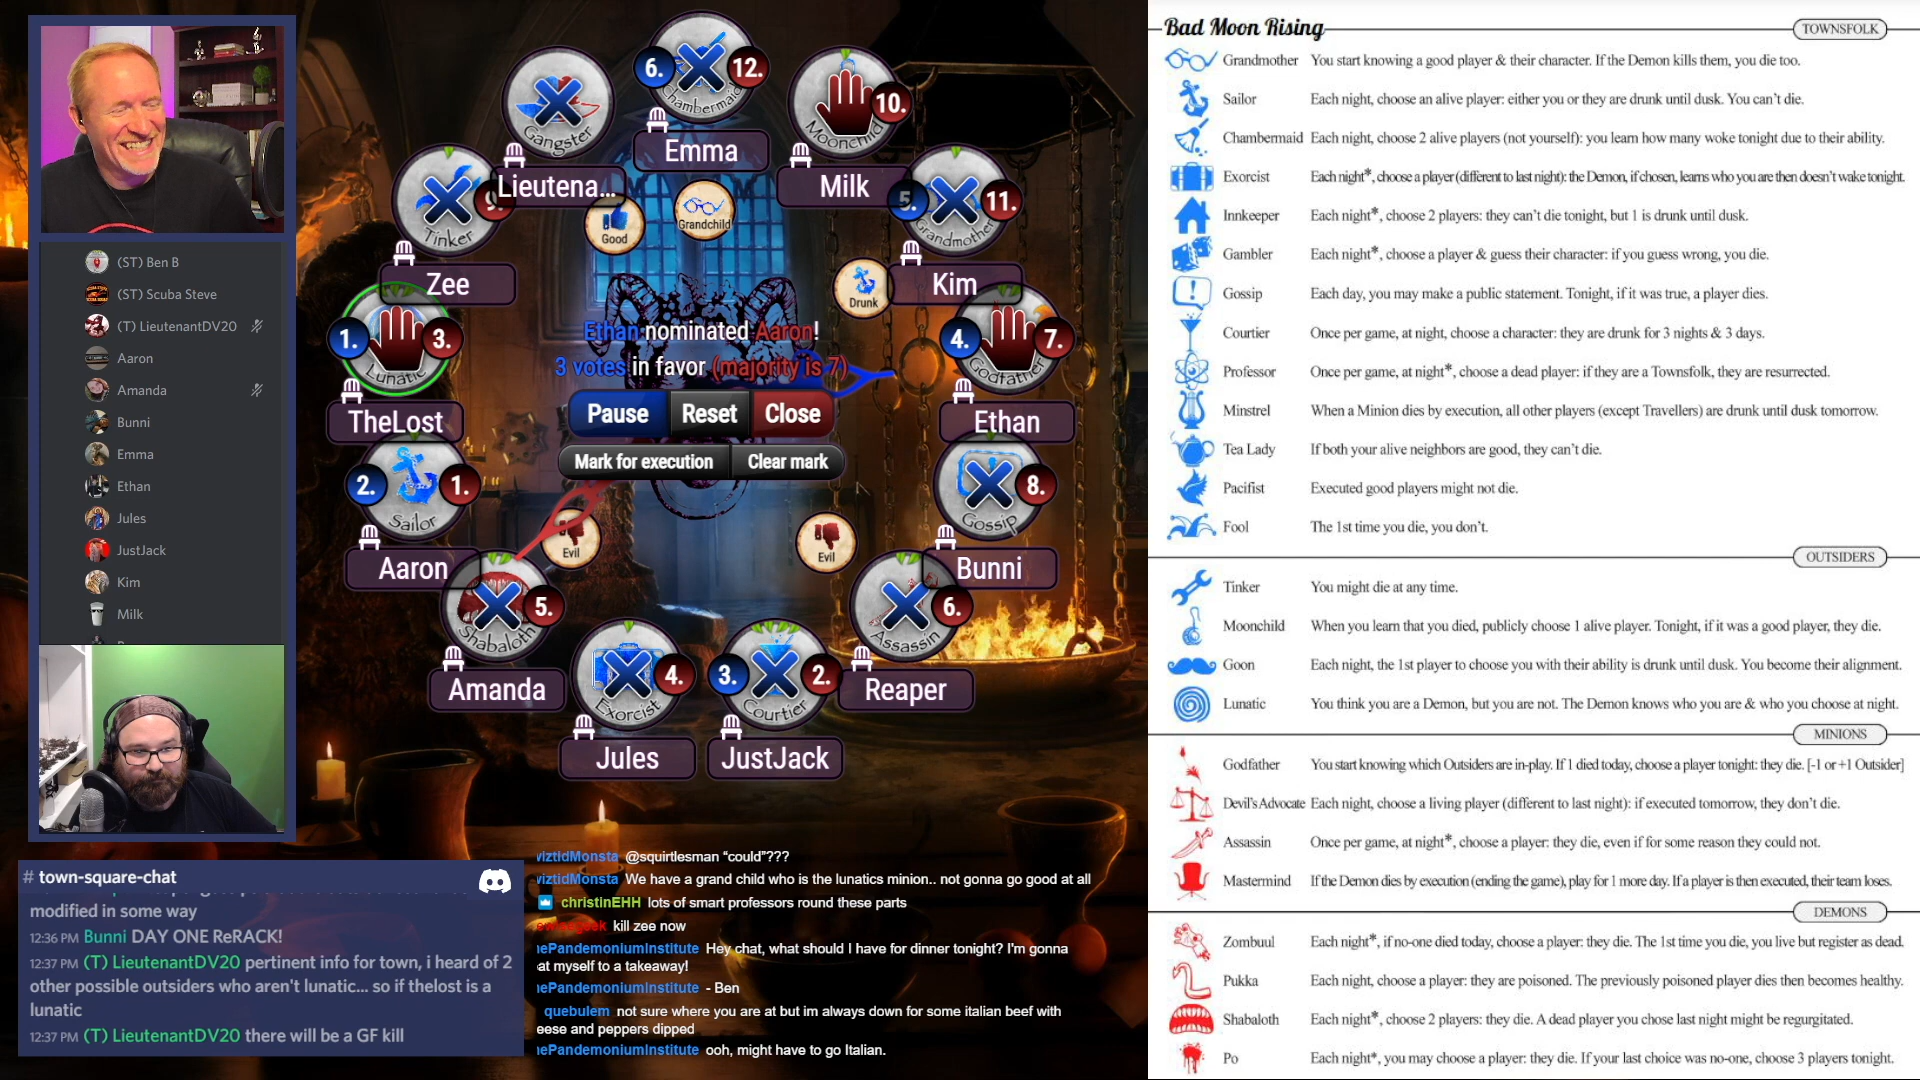 (ST) Ben B
(ST) Scuba Steve
(T) LieutenantDV20
Aaron
Amanda
Bunni
Emma
Ethan
Jules
JustJack
Kim
Milk
# town-square-chat
modified in some way
12:36 PM Bunni DAY ONE ReRACK!
12:37 PM (T) LieutenantDV20 pertinent info for town, i heard of 2
other possible outsiders who aren't lunatic... so if thelost is a
lunatic
12:37 PM (T) LieutenantDV20 there will be a GF kill
6. 12.
Chambermaid
Emma
Gangster
Lieutena...
10.
Moonchild
Milk
9.
Tinker
Zee
5. 11.
Grandmother
Kim
Good
Grandchild
Drunk
1. 3.
Lunatic
TheLost
4. 7.
Godfather
Ethan
Ethan nominated Aaron!
3 votes in favor (majority is 7)
Pause Reset Close
Mark for execution Clear mark
2. 1.
Sailor
Aaron
8.
Gossip
Bunni
Evil
Evil
5.
Shabaloth
Amanda
6.
Assassin
Reaper
4.
Exorcist
Jules
3. 2.
Courtier
JustJack
viztidMonsta @squirtlesman “could”???
viztidMonsta We have a grand child who is the lunatics minion.. not gonna go good at all
christinEHH lots of smart professors round these parts
kill zee now
ePandemoniumInstitute Hey chat, what should I have for dinner tonight? I'm gonna
at myself to a takeaway!
ePandemoniumInstitute - Ben
quebulem not sure where you are at but im always down for some italian beef with
eese and peppers dipped
ePandemoniumInstitute ooh, might have to go Italian.
Bad Moon Rising
TOWNSFOLK
Grandmother You start knowing a good player & their character. If the Demon kills them, you die too.
Sailor Each night, choose an alive player: either you or they are drunk until dusk. You can't die.
Chambermaid Each night, choose 2 alive players (not yourself): you learn how many woke tonight due to their ability.
Exorcist Each night*, choose a player (different to last night): the Demon, if chosen, learns who you are then doesn't wake tonight.
Innkeeper Each night*, choose 2 players: they can't die tonight, but 1 is drunk until dusk.
Gambler Each night*, choose a player & guess their character: if you guess wrong, you die.
Gossip Each day, you may make a public statement. Tonight, if it was true, a player dies.
Courtier Once per game, at night, choose a character: they are drunk for 3 nights & 3 days.
Professor Once per game, at night*, choose a dead player: if they are a Townsfolk, they are resurrected.
Minstrel When a Minion dies by execution, all other players (except Travellers) are drunk until dusk tomorrow.
Tea Lady If both your alive neighbors are good, they can't die.
Pacifist Executed good players might not die.
Fool The 1st time you die, you don't.
OUTSIDERS
Tinker You might die at any time.
Moonchild When you learn that you died, publicly choose 1 alive player. Tonight, if it was a good player, they die.
Goon Each night, the 1st player to choose you with their ability is drunk until dusk. You become their alignment.
Lunatic You think you are a Demon, but you are not. The Demon knows who you are & who you choose at night.
MINIONS
Godfather You start knowing which Outsiders are in-play. If 1 died today, choose a player tonight: they die. [-1 or +1 Outsider]
Devil's Advocate Each night, choose a living player (different to last night): if executed tomorrow, they don't die.
Assassin Once per game, at night*, choose a player: they die, even if for some reason they could not.
Mastermind If the Demon dies by execution (ending the game), play for 1 more day. If a player is then executed, their team loses.
DEMONS
Zombuul Each night*, if no-one died today, choose a player: they die. The 1st time you die, you live but register as dead.
Pukka Each night, choose a player: they are poisoned. The previously poisoned player dies then becomes healthy.
Shabaloth Each night*, choose 2 players: they die. A dead player you chose last night might be regurgitated.
Po Each night*, you may choose a player: they die. If your last choice was no-one, choose 3 players tonight.